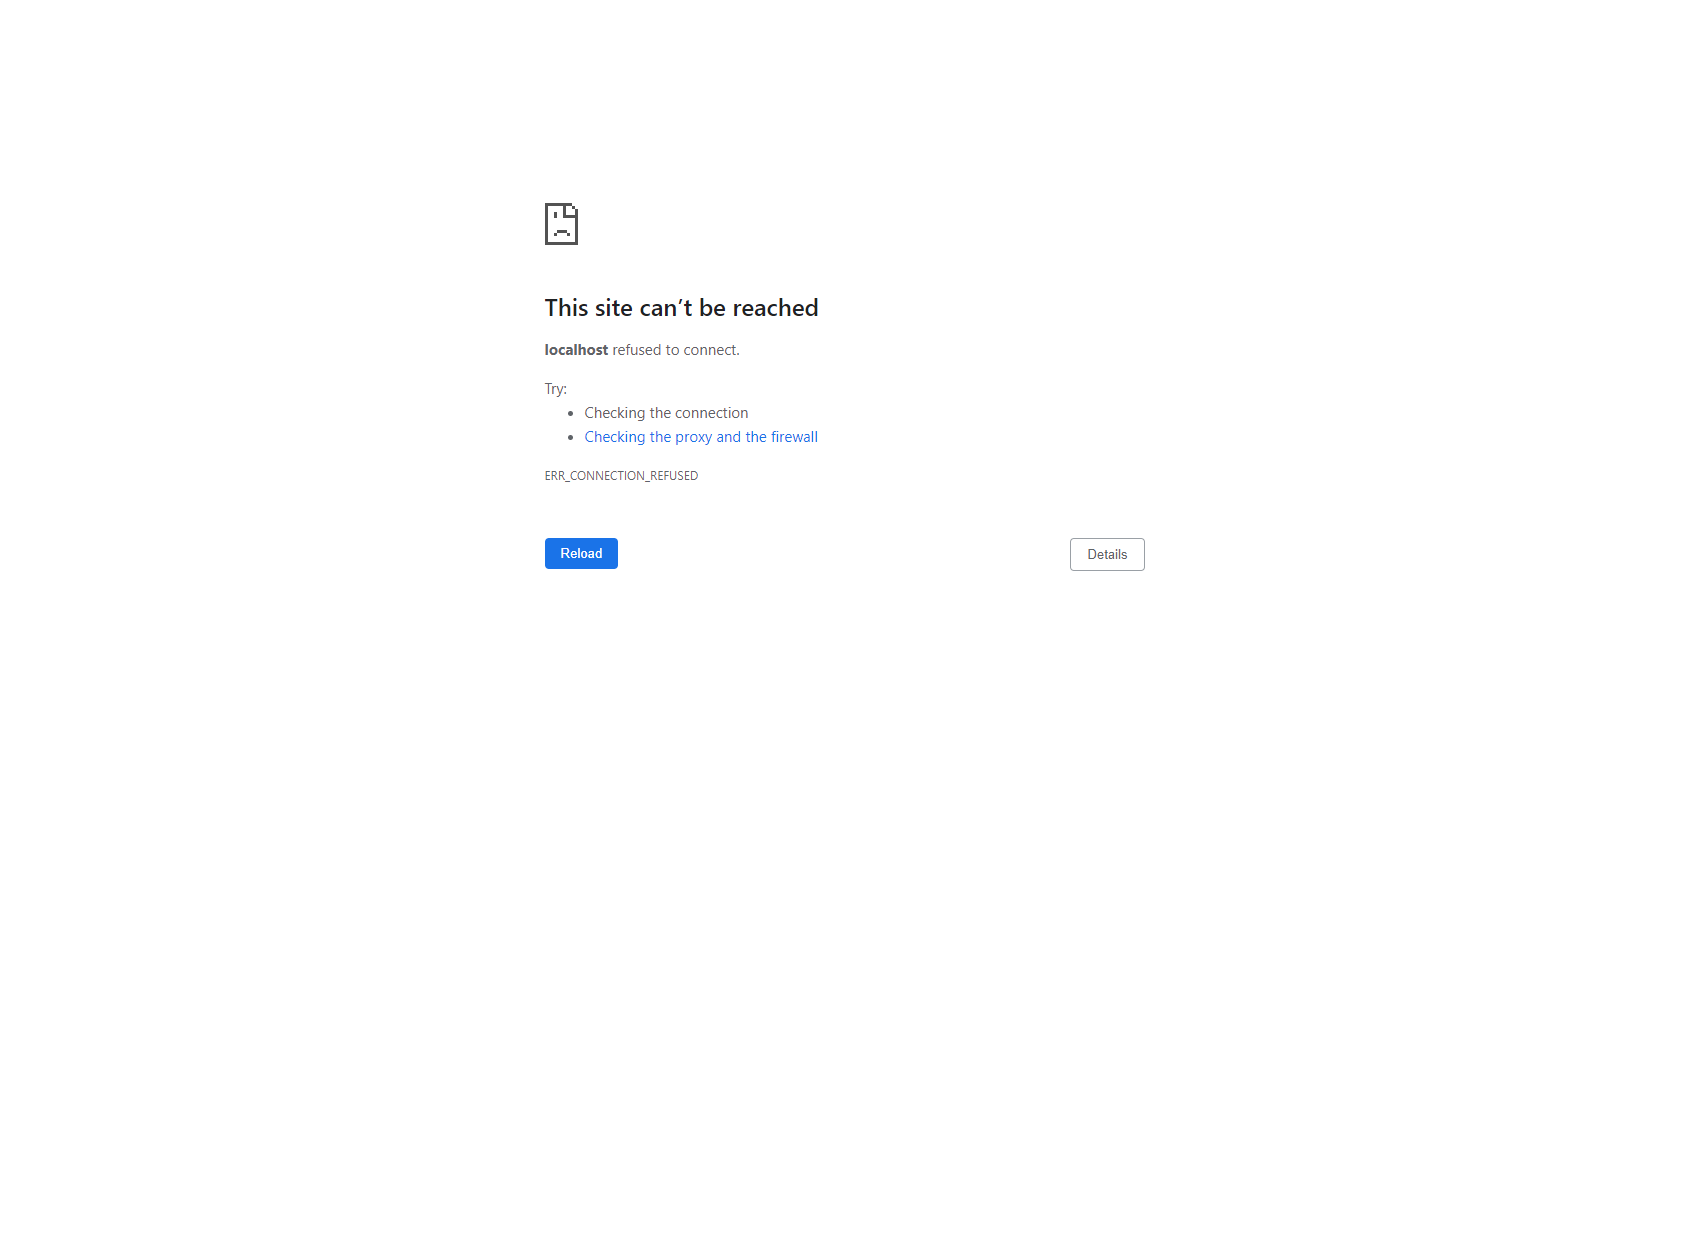 This site can’t be reached
localhost refused to connect.
Try:
Checking the connection
Checking the proxy and the firewall
ERR_CONNECTION_REFUSED
Reload
Details